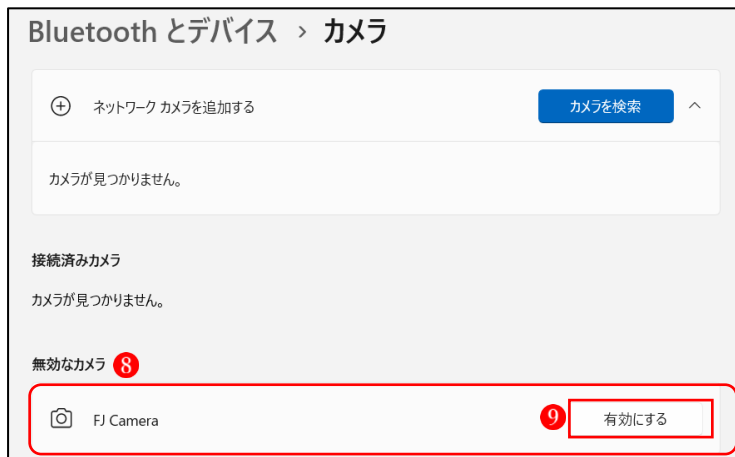 Bluetooth とデバイス › カメラ
ネットワーク カメラを追加する カメラを検索
カメラが見つかりません。
接続済みカメラ
カメラが見つかりません。
無効なカメラ 8
FJ Camera 9 有効にする